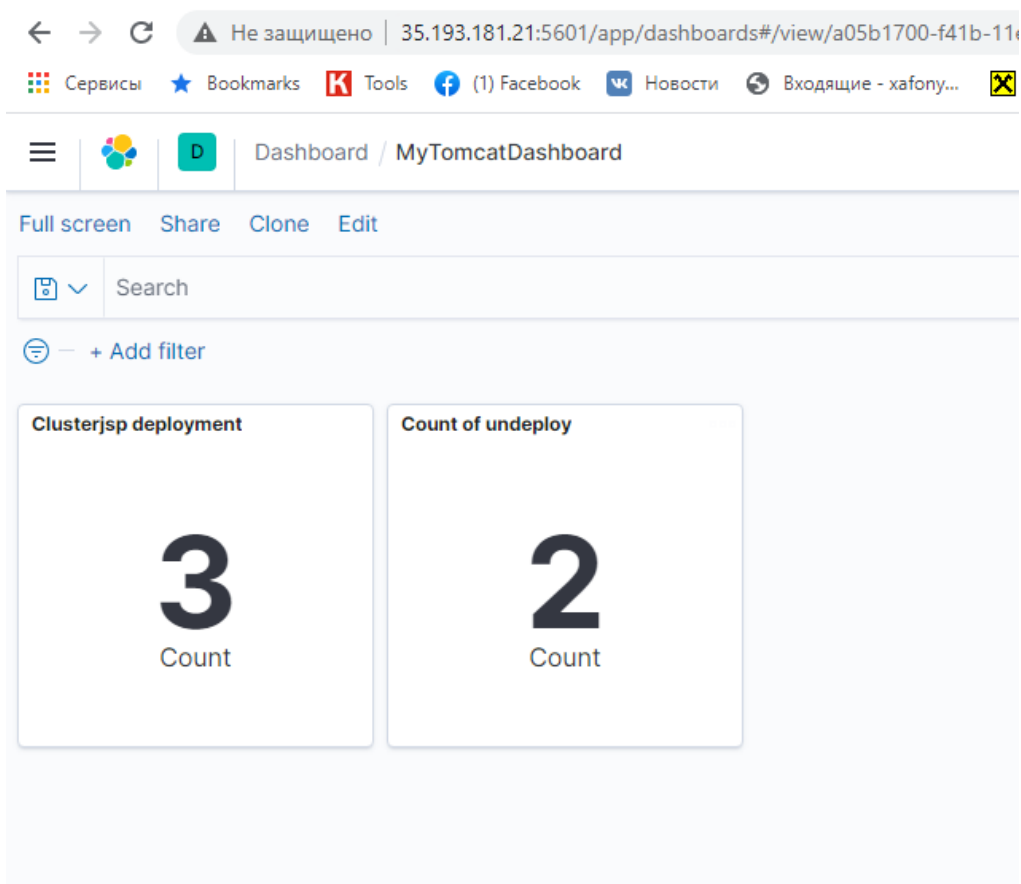 Не защищено 35.193.181.21:5601/app/dashboards#/view/a05b1700-f41b-11e
Сервисы Bookmarks K Tools (1) Facebook Новости Входящие - xafony...
D Dashboard / MyTomcatDashboard
Full screen Share Clone Edit
Search
+ Add filter
Clusterjsp deployment Count of undeploy
3 2
Count Count